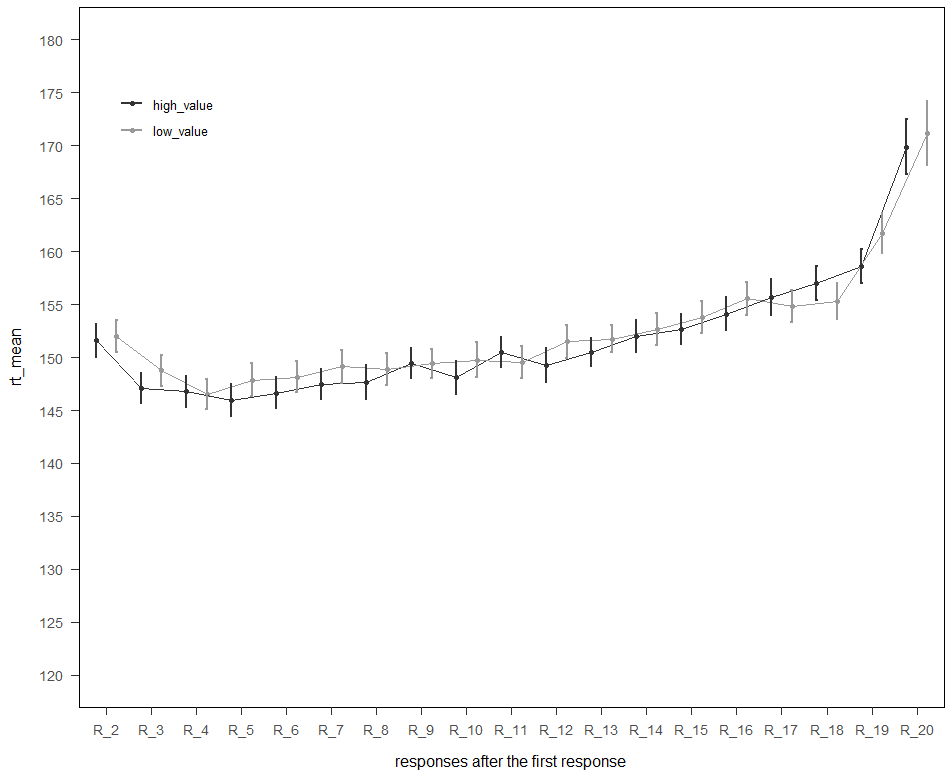 180
175
170
165
160
155
150
145
140
135
130
125
120
rt_mean
high_value
low_value
R_2 R_3 R_4 R_5 R_6 R_7 R_8 R_9 R_10 R_11 R_12 R_13 R_14 R_15 R_16 R_17 R_18 R_19 R_20
responses after the first response